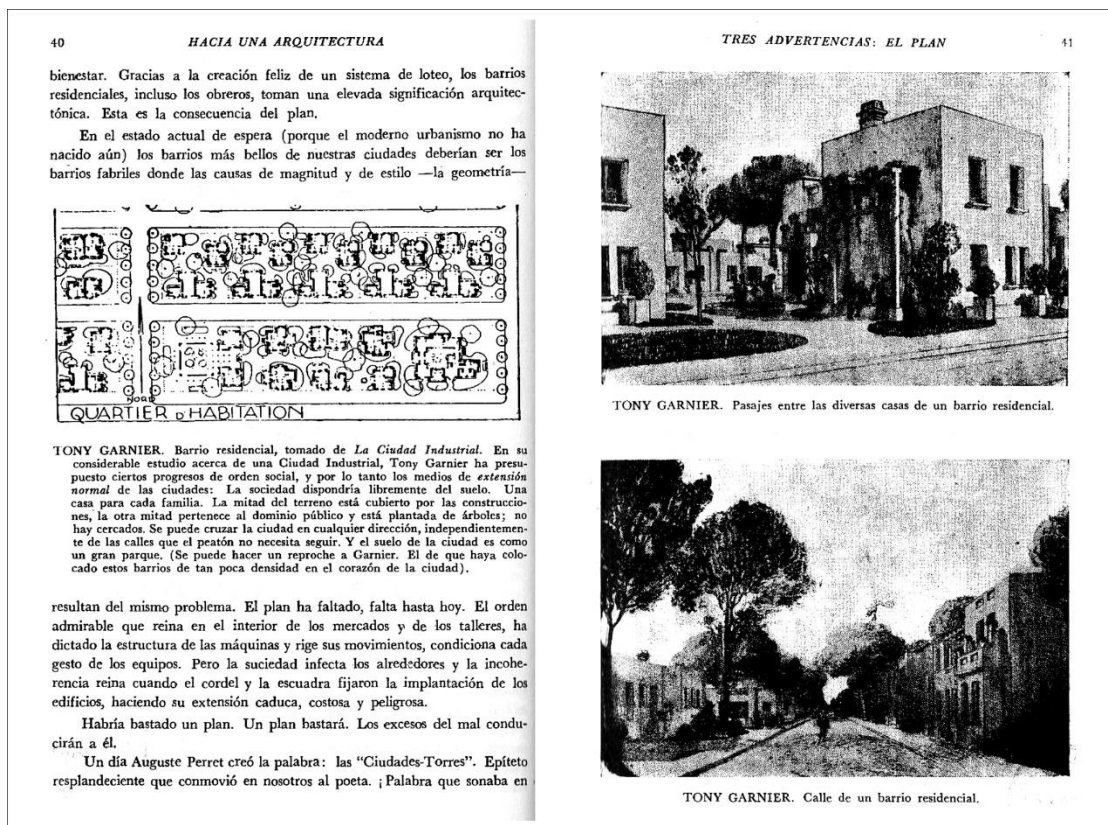 40
HACIA UNA ARQUITECTURA
bienestar. Gracias a la creación feliz de un sistema de loteo, los barrios
residenciales, incluso los obreros, toman una elevada significación arquitec-
tónica. Esta es la consecuencia del plan.
En el estado actual de espera (porque el moderno urbanismo no ha
nacido aún) los barrios más bellos de nuestras ciudades deberían ser los
barrios fabriles donde las causas de magnitud y de estilo —la geometría—
NORD
QUARTIER D'HABITATION
TONY GARNIER. Barrio residencial, tomado de La Ciudad Industrial. En su
considerable estudio acerca de una Ciudad Industrial, Tony Garnier ha presu-
puesto ciertos progresos de orden social, y por lo tanto los medios de extensión
normal de las ciudades: La sociedad dispondría libremente del suelo. Una
casa para cada familia. La mitad del terreno está cubierto por las construccio-
nes, la otra mitad pertenece al dominio público y está plantada de árboles; no
hay cercados. Se puede cruzar la ciudad en cualquier dirección, independientemen-
te de las calles que el peatón no necesita seguir. Y el suelo de la ciudad es como
un gran parque. (Se puede hacer un reproche a Garnier. El de que haya colo-
cado estos barrios de tan poca densidad en el corazón de la ciudad).
resultan del mismo problema. El plan ha faltado, falta hasta hoy. El orden
admirable que reina en el interior de los mercados y de los talleres, ha
dictado la estructura de las máquinas y rige sus movimientos, condiciona cada
gesto de los equipos. Pero la suciedad infecta los alrededores y la incohe-
rencia reina cuando el cordel y la escuadra fijaron la implantación de los
edificios, haciendo su extensión caduca, costosa y peligrosa.
Habría bastado un plan. Un plan bastará. Los excesos del mal condu-
cirán a él.
Un día Auguste Perret creó la palabra: las “Ciudades-Torres”. Epíteto
resplandeciente que conmovió en nosotros al poeta. ¡Palabra que sonaba en
TRES ADVERTENCIAS: EL PLAN
41
TONY GARNIER. Pasajes entre las diversas casas de un barrio residencial.
TONY GARNIER. Calle de un barrio residencial.